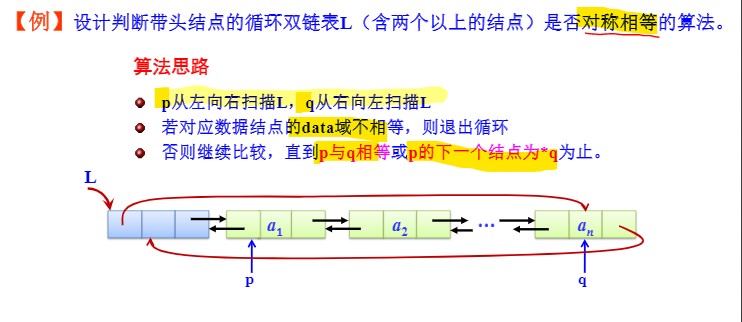 【例】设计判断带头结点的循环双链表L（含两个以上的结点）是否对称相等的算法。
算法思路
p从左向右扫描L，q从右向左扫描L
若对应数据结点的data域不相等，则退出循环
否则继续比较，直到p与q相等或p的下一个结点为*q为止。
L
a₁ a₂ … aₙ
p q